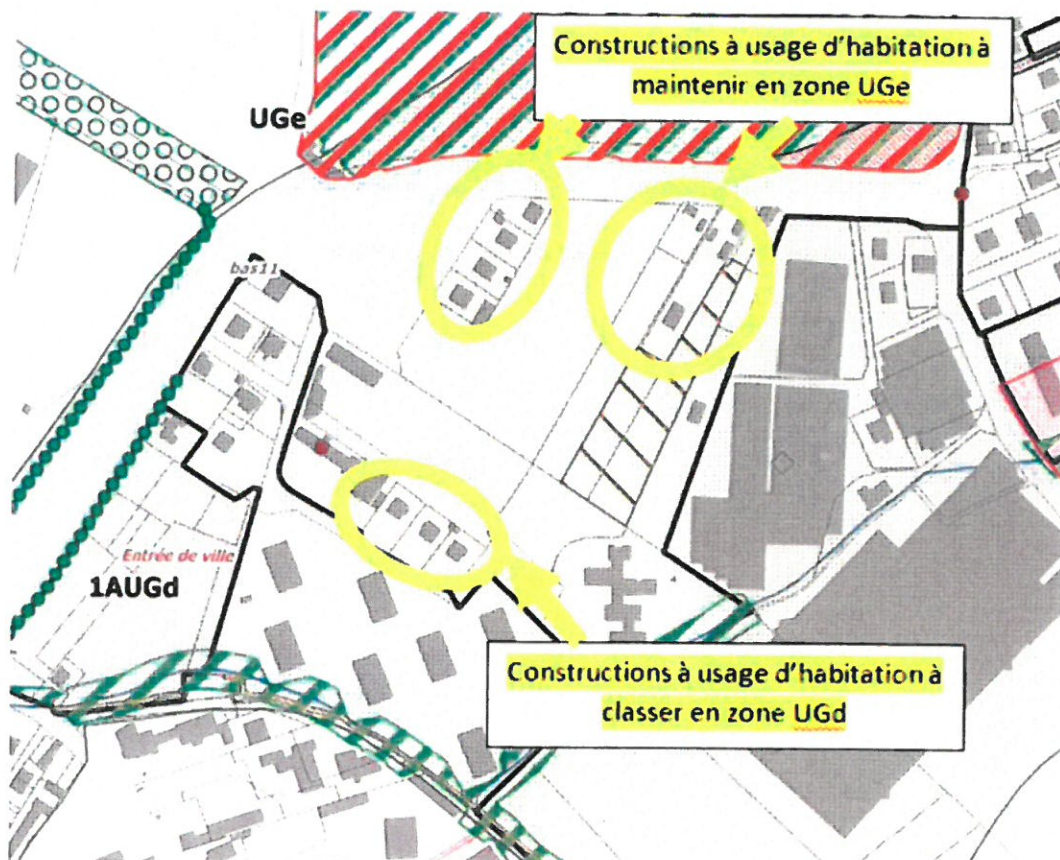 Constructions à usage d'habitation à
maintenir en zone UGe
UGe
bas11
Entrée de ville
1AUGd
Constructions à usage d'habitation à
classer en zone UGd